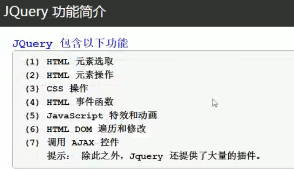 JQuery 功能简介
JQuery 包含以下功能
(1) HTML 元素选取
(2) HTML 元素操作
(3) CSS 操作
(4) HTML 事件函数
(5) JavaScript 特效和动画
(6) HTML DOM 遍历和修改
(7) 调用 AJAX 控件
提示: 除此之外，Jquery 还提供了大量的插件。